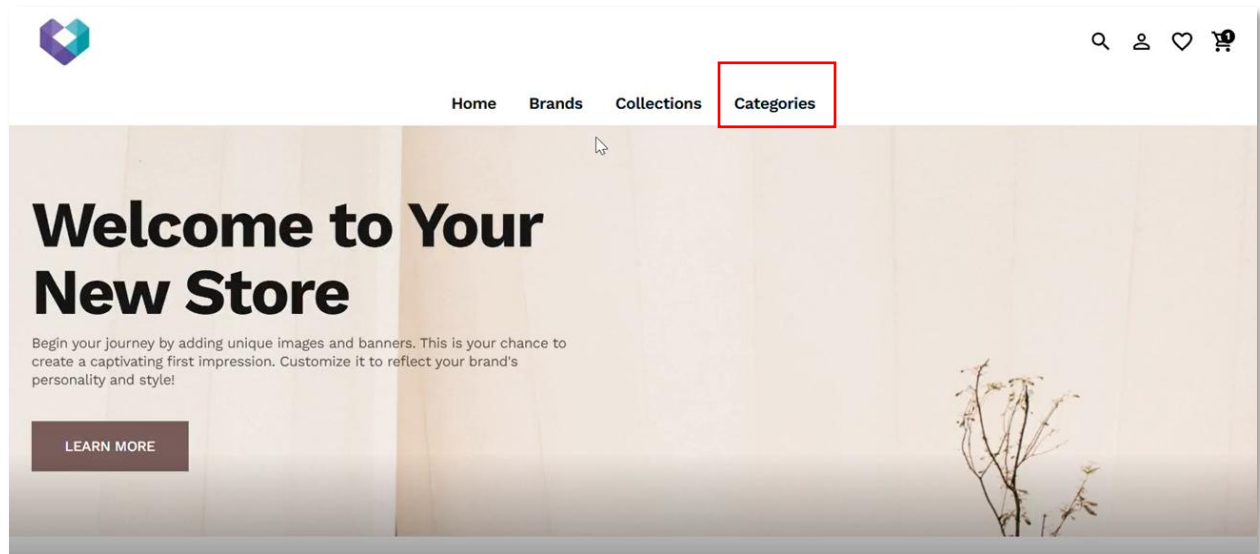 1
Home Brands Collections Categories
Welcome to Your
New Store
Begin your journey by adding unique images and banners. This is your chance to
create a captivating first impression. Customize it to reflect your brand's
personality and style!
LEARN MORE